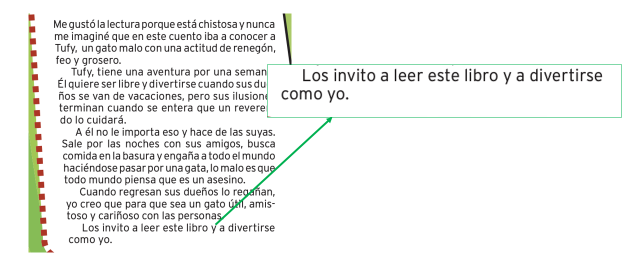 Me gustó la lectura porque está chistosa y nunca
me imaginé que en este cuento iba a conocer a
Tufy, un gato malo con una actitud de renegón,
feo y grosero.
Tufy, tiene una aventura por una seman
Él quiere ser libre y divertirse cuando sus du
ños se van de vacaciones, pero sus ilusione
terminan cuando se entera que un revere
do lo cuidará.
A él no le importa eso y hace de las suyas.
Sale por las noches con sus amigos, busca
comida en la basura y engaña a todo el mundo
haciéndose pasar por una gata, lo malo es que
todo mundo piensa que es un asesino.
Cuando regresan sus dueños lo regañan,
yo creo que para que sea un gato útil, amis-
toso y cariñoso con las personas.
Los invito a leer este libro y a divertirse
como yo.
Los invito a leer este libro y a divertirse
como yo.